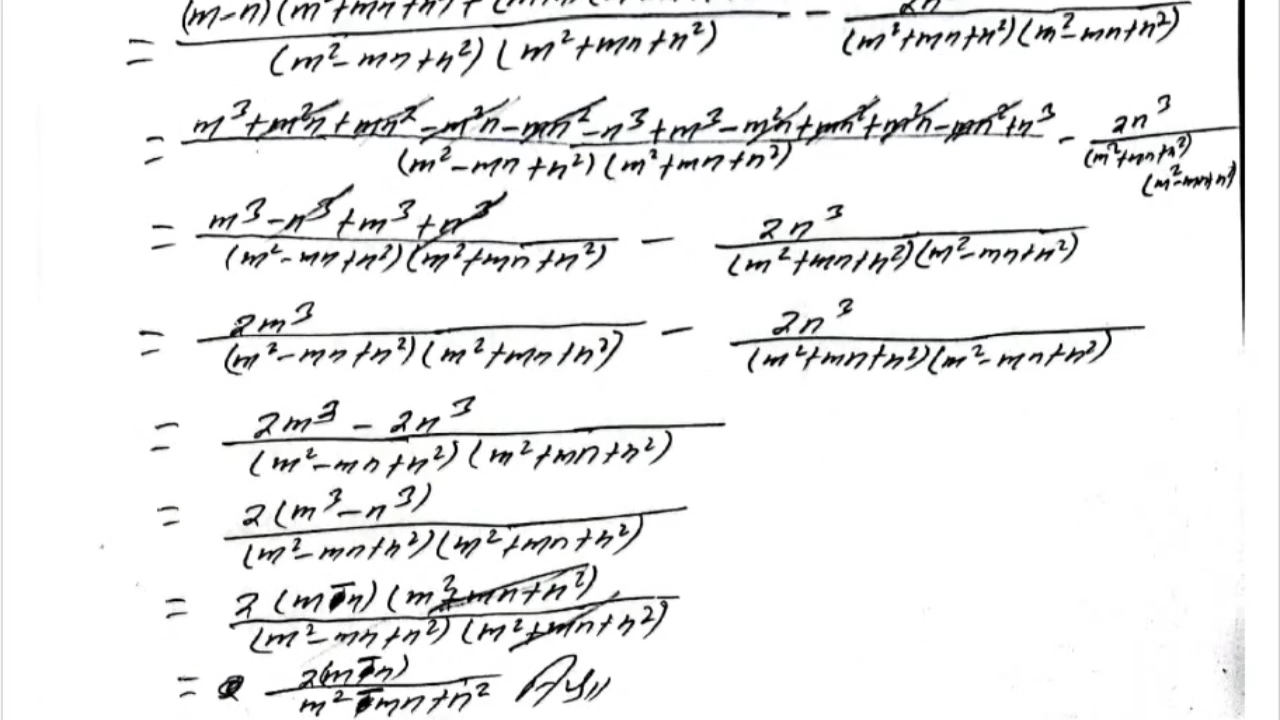 = (m-n)(m²+mn+n²)+ / (m²-mn+n²)(m²+mn+n²) - 2n / (m²+mn+n²)(m²-mn+n²)
= m³+m²n+mn²-m²n-mn²-n³+m³-m²n+mn²+m²n-mn²+n³ / (m²-mn+n²)(m²+mn+n²) - 2n³ / (m²+mn+n²)(m²-mn+n²)
= m³-n³+m³+n³ / (m²-mn+n²)(m²+mn+n²) - 2n³ / (m²+mn+n²)(m²-mn+n²)
= 2m³ / (m²-mn+n²)(m²+mn+n²) - 2n³ / (m²+mn+n²)(m²-mn+n²)
= 2m³-2n³ / (m²-mn+n²)(m²+mn+n²)
= 2(m³-n³) / (m²-mn+n²)(m²+mn+n²)
= 2(m-n)(m²+mn+n²) / (m²-mn+n²)(m²+mn+n²)
= 2(m-n) / m²-mn+n² Ans